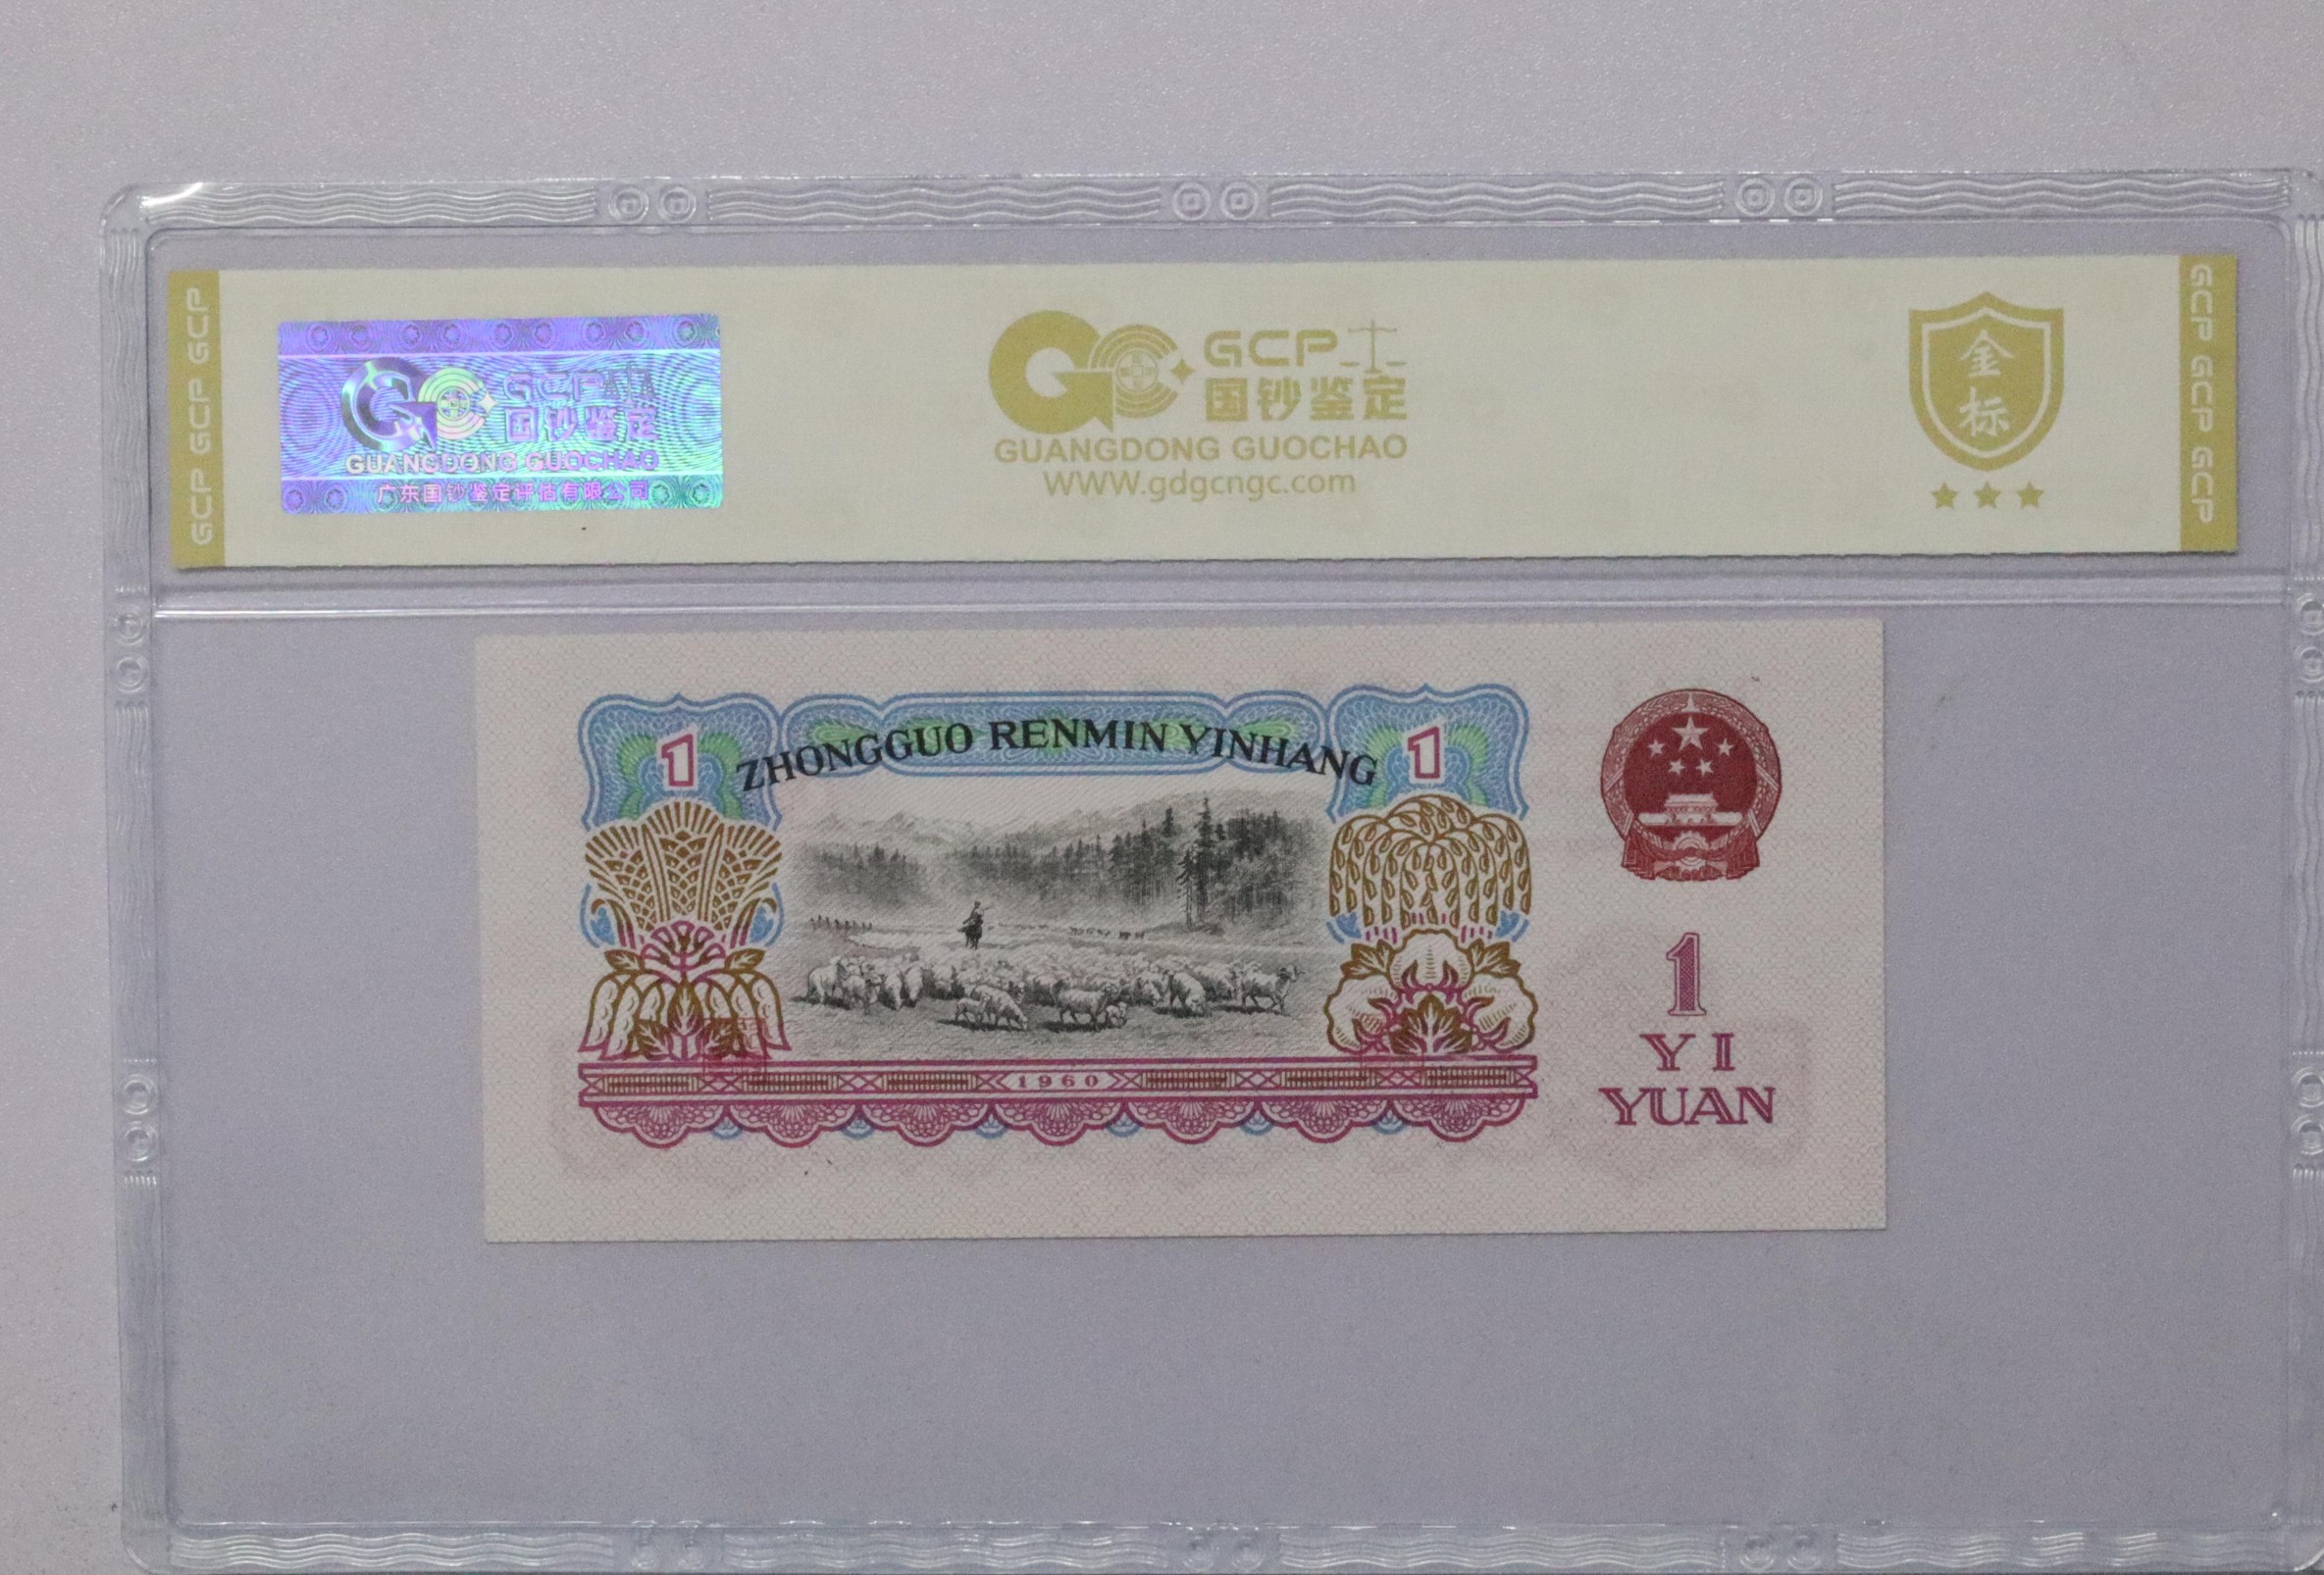 GCP GCP GCP
GCP
国钞鉴定
GUANGDONG GUOCHAO
广东国钞鉴定评估有限公司
GCP
国钞鉴定
GUANGDONG GUOCHAO
WWW.gdgcngc.com
金
标
GCP GCP GCP
1
ZHONGGUO RENMIN YINHANG
1
1
YI
YUAN
1960